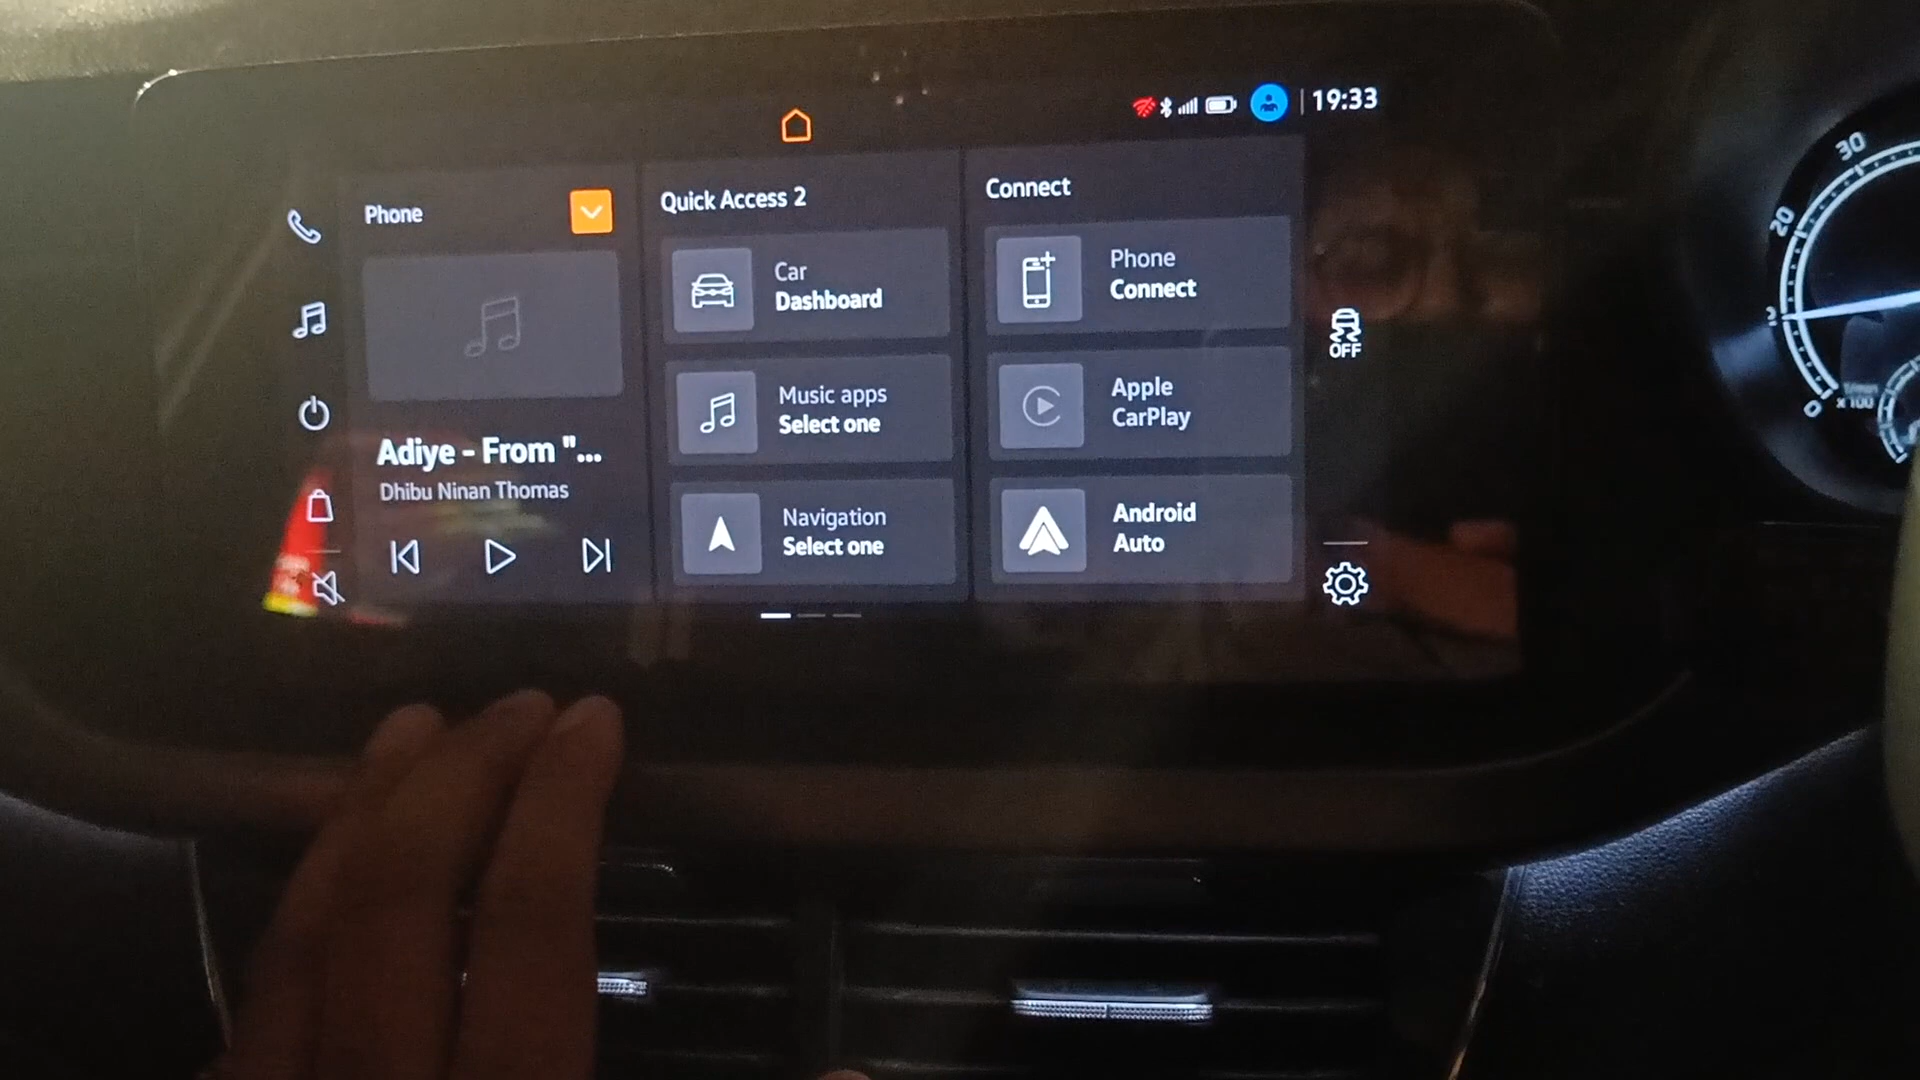 19:33
Phone
Adiye - From "...
Dhibu Ninan Thomas
Quick Access 2
Car
Dashboard
Music apps
Select one
Navigation
Select one
Connect
Phone
Connect
Apple
CarPlay
Android
Auto
OFF
30
20
0
x 100